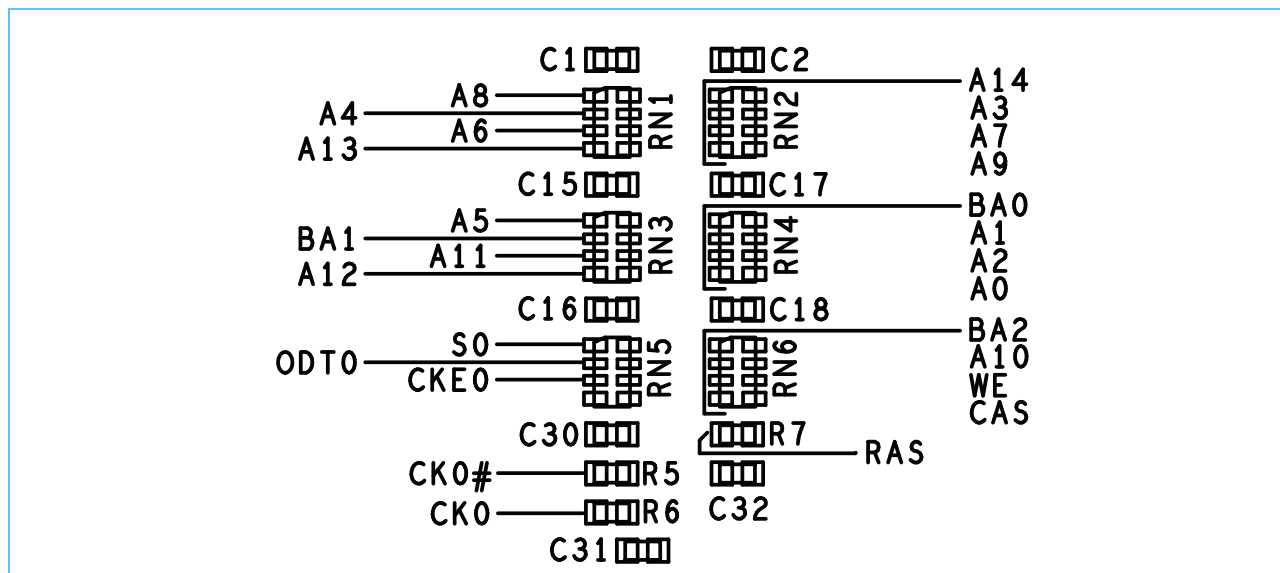 C1 C2
A14
A8
A3
A4
RN1
RN2
A6
A7
A13
A9
C15 C17
BA0
A5
A1
BA1
RN3
RN4
A11
A2
A12
A0
C16 C18
BA2
S0
A10
ODT0
RN5
RN6
CKE0
WE
CAS
C30 R7
RAS
CK0# R5
CK0 R6 C32
C31